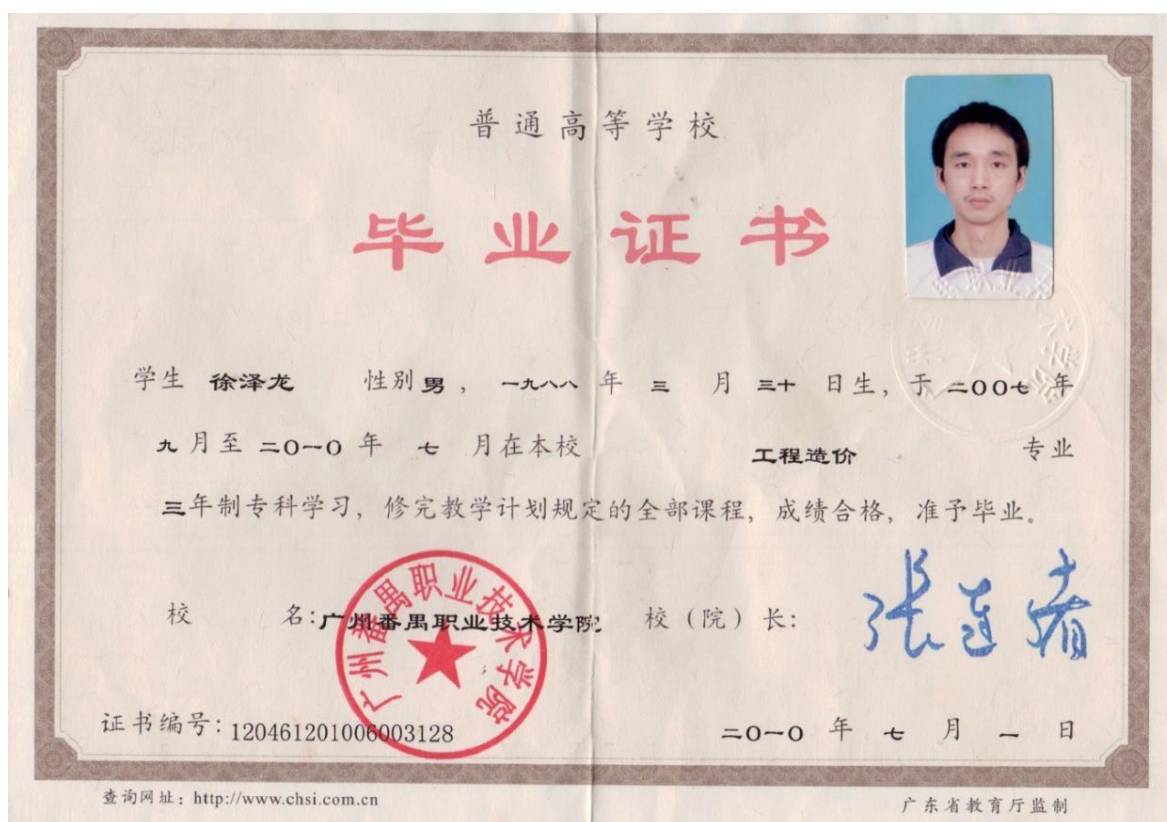 普通高等学校
毕业证书
学生 徐泽龙 性别 男 ，一九八八 年 三 月 三十 日生，于 二00七 年
九 月至 二0一0 年 七 月在本校 工程造价 专业
三年制专科学习，修完教学计划规定的全部课程，成绩合格，准予毕业。
校 名：广州番禺职业技术学院 校（院）长：
广州番禺职业技术学院
证书编号：120461201006003128 二0一0 年 七 月 一 日
查询网址：http://www.chsi.com.cn 广东省教育厅监制